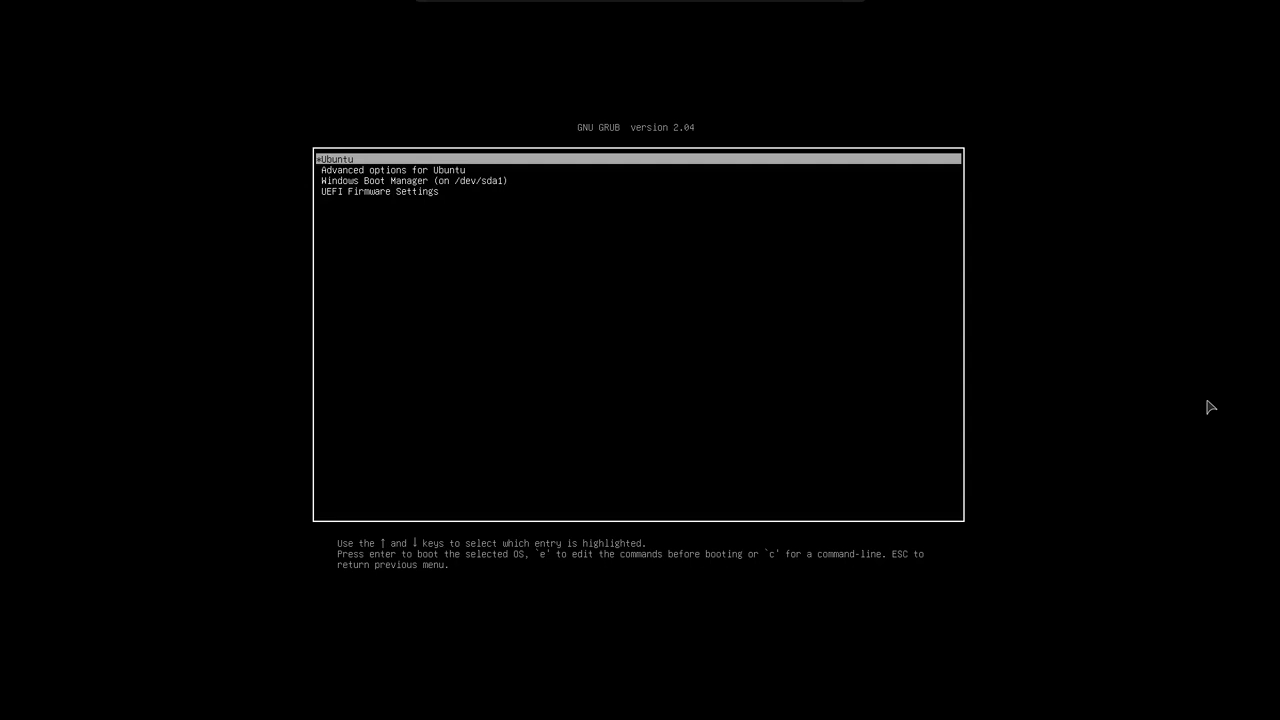 GNU GRUB  version 2.04
*Ubuntu
Advanced options for Ubuntu
Windows Boot Manager (on /dev/sda1)
UEFI Firmware Settings
Use the ↑ and ↓ keys to select which entry is highlighted.
Press enter to boot the selected OS, `e' to edit the commands before booting or `c' for a command-line. ESC to
return previous menu.